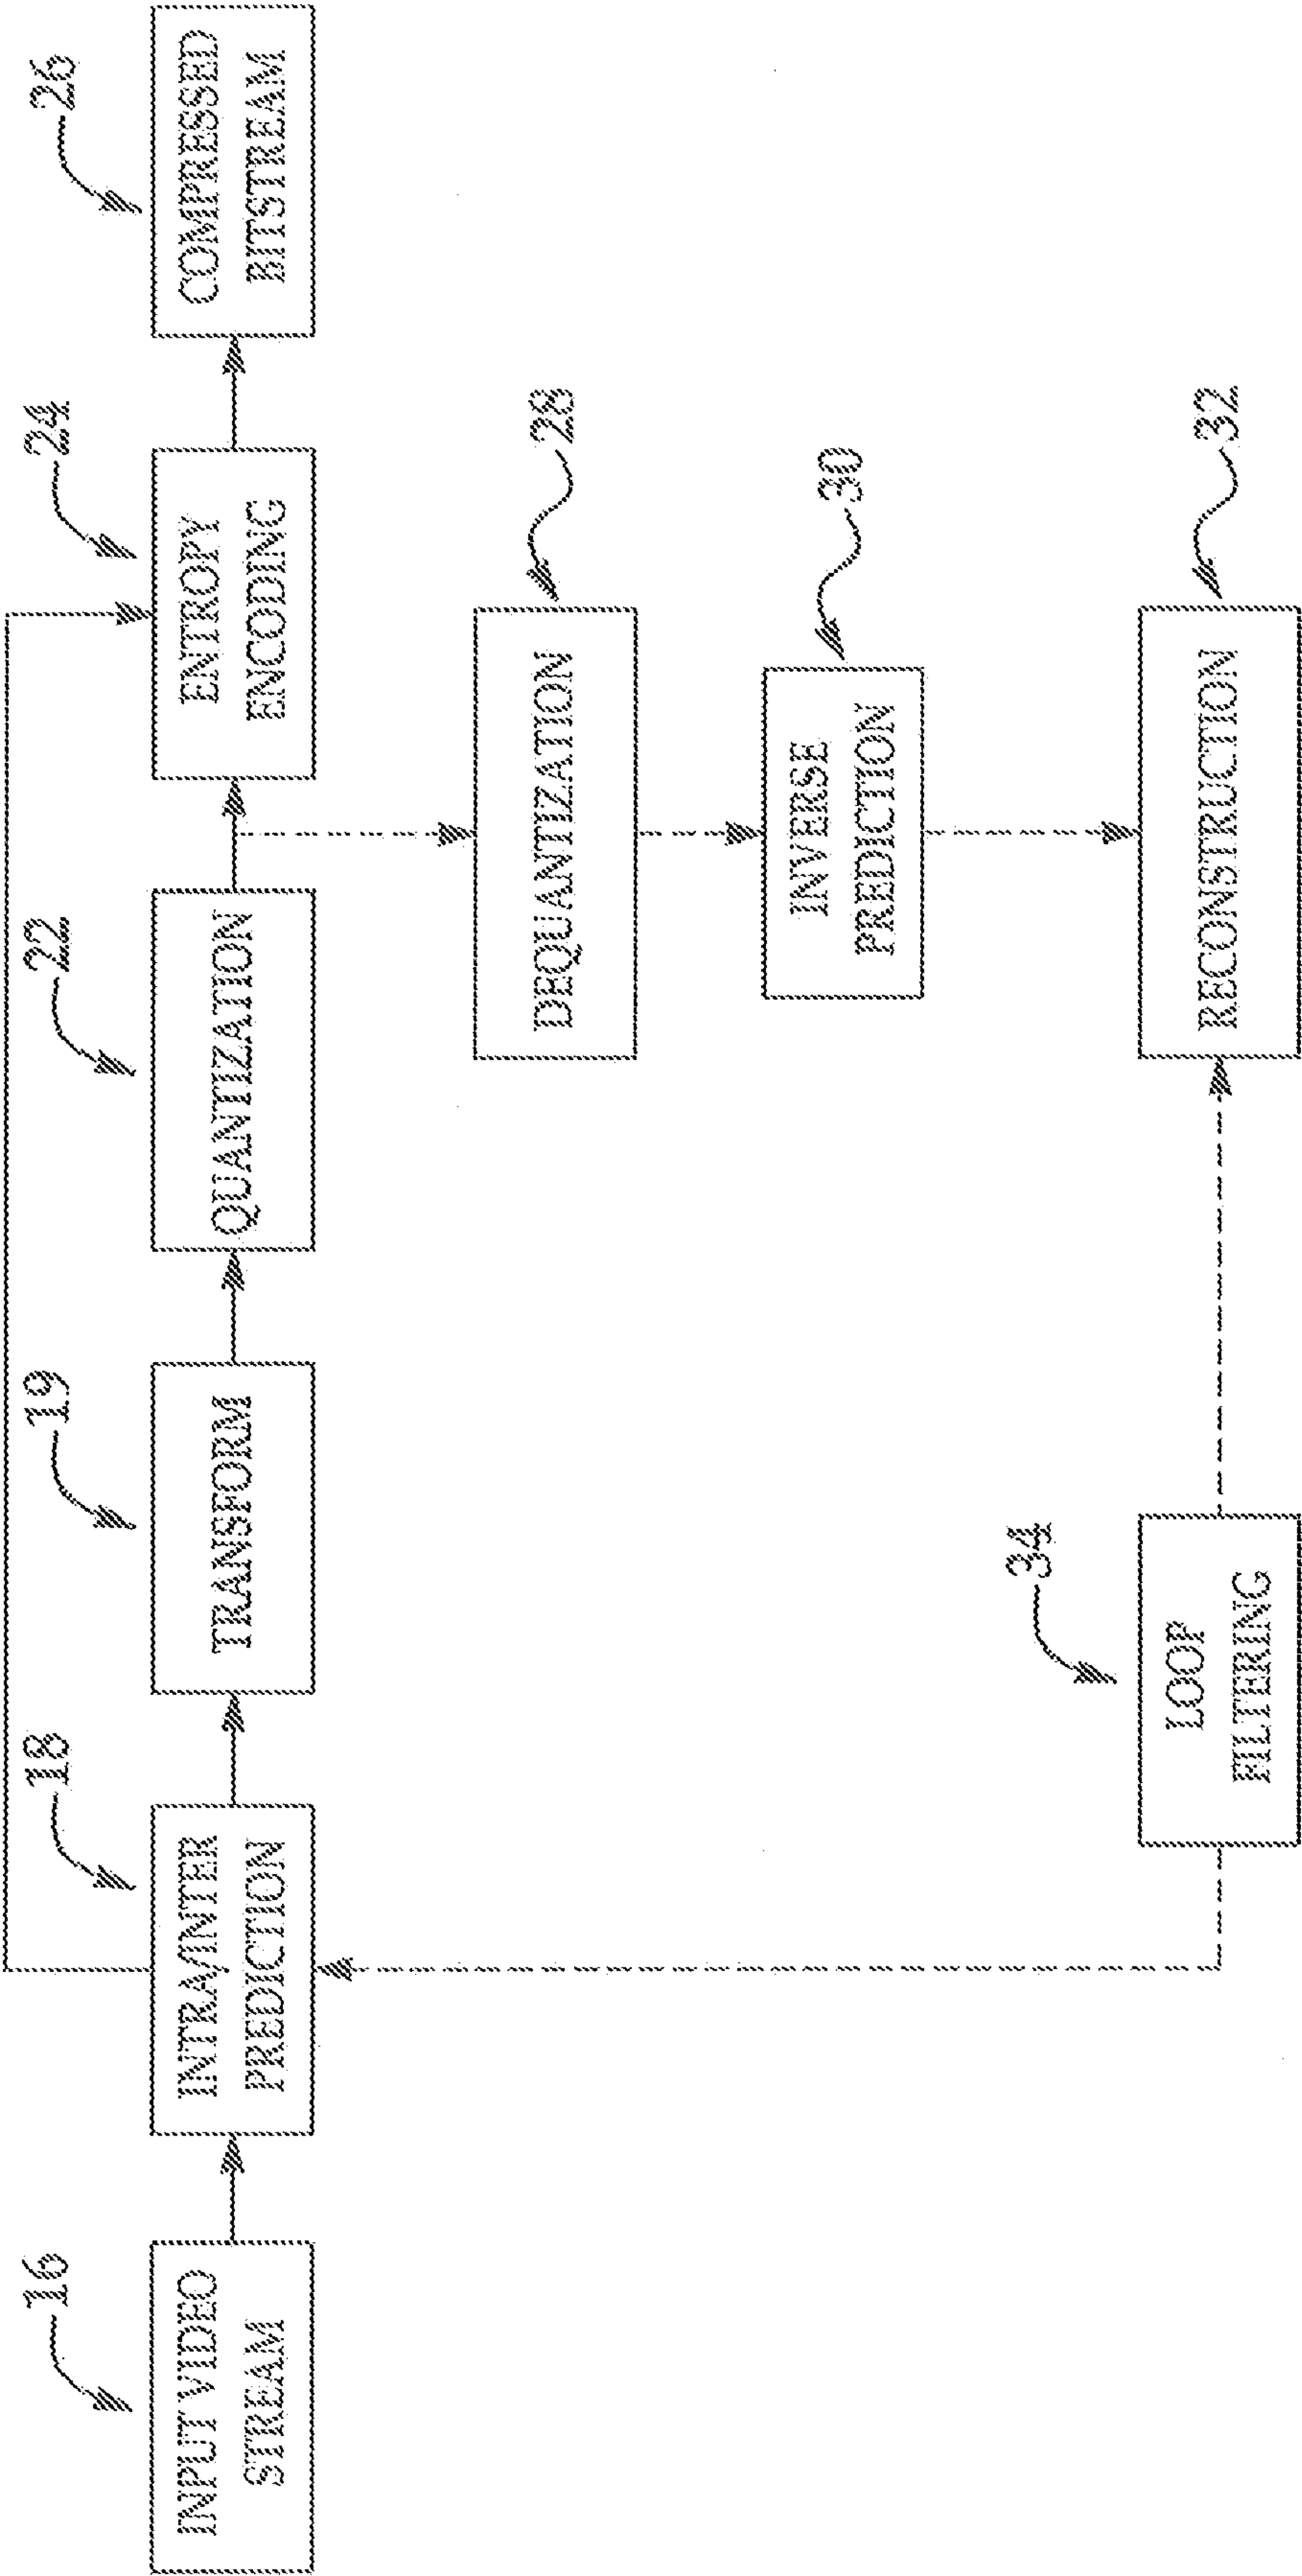 16
INPUT VIDEO
STREAM
18
INTRA/INTER
PREDICTION
19
TRANSFORM
22
QUANTIZATION
24
ENTROPY
ENCODING
26
COMPRESSED
BITSTREAM
28
DEQUANTIZATION
30
INVERSE
PREDICTION
34
LOOP
FILTERING
32
RECONSTRUCTION